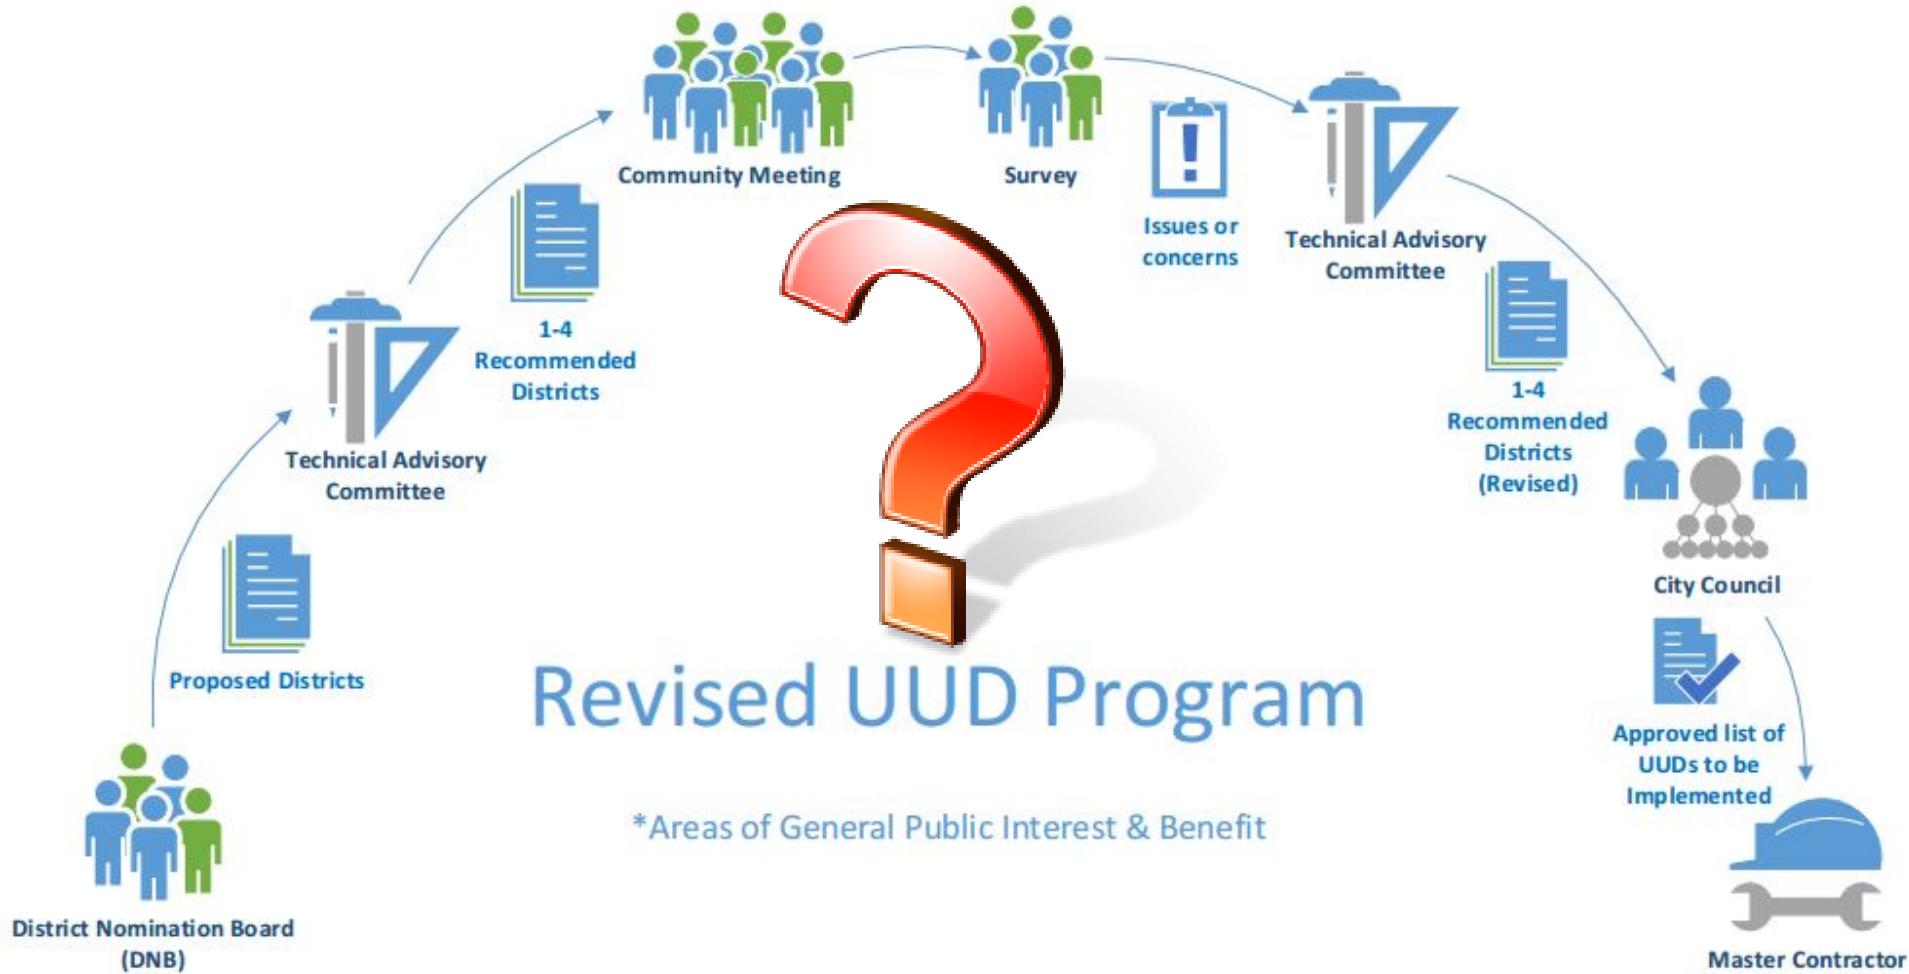 Community Meeting
Survey
Issues or
concerns
Technical Advisory
Committee
1-4
Recommended
Districts
Technical Advisory
Committee
1-4
Recommended
Districts
(Revised)
City Council
Proposed Districts
Revised UUD Program
Approved list of
UUDs to be
Implemented
*Areas of General Public Interest & Benefit
District Nomination Board
(DNB)
Master Contractor